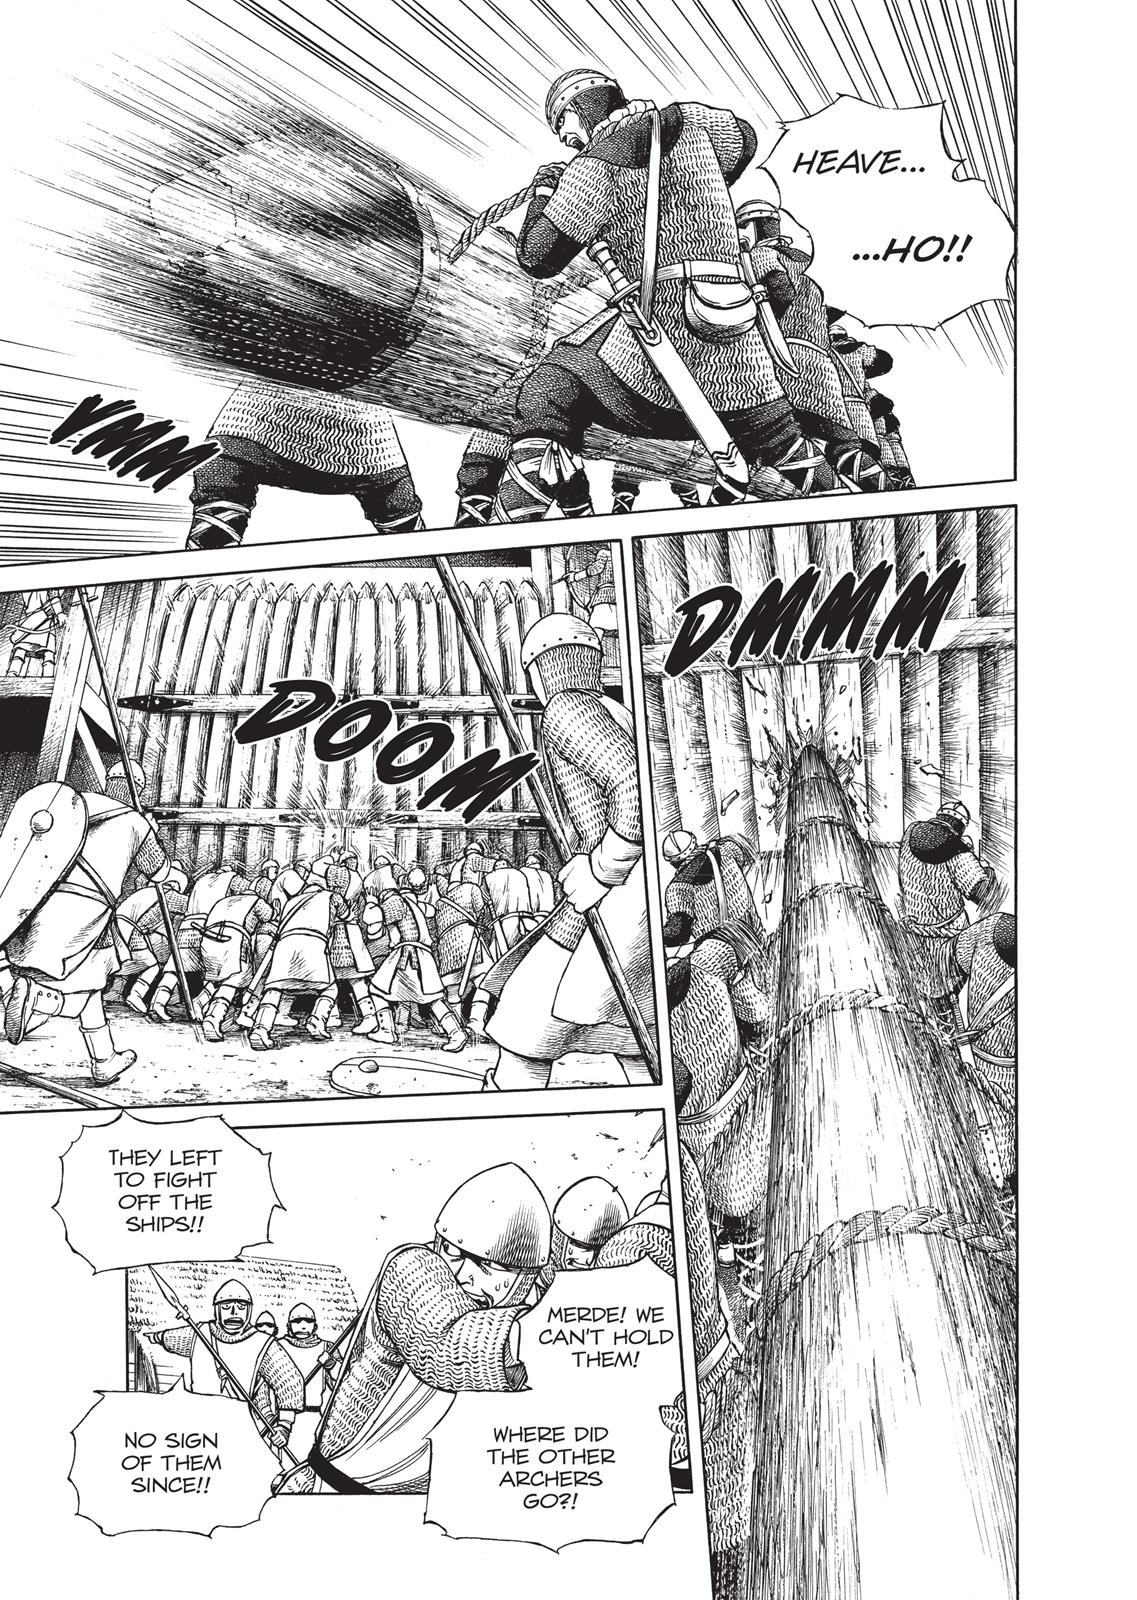 HEAVE...
...HO!!
VMMM
DMMM
DOOM
MERDE! WE
CAN'T HOLD
THEM!
WHERE DID
THE OTHER
ARCHERS
GO?!
THEY LEFT
TO FIGHT
OFF THE
SHIPS!!
NO SIGN
OF THEM
SINCE!!